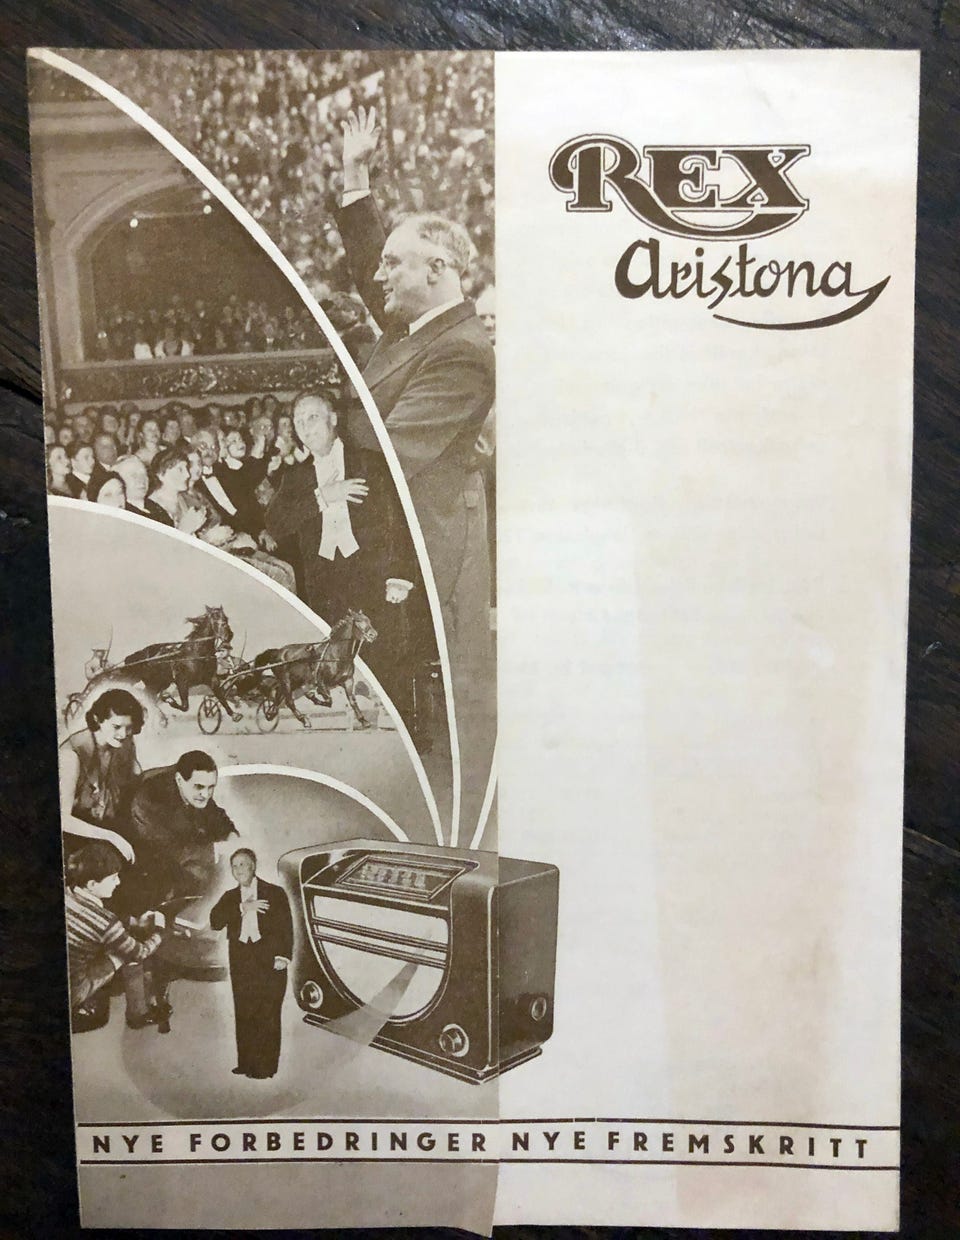 REX
Aristona
NYE FORBEDRINGER NYE FREMSKRITT